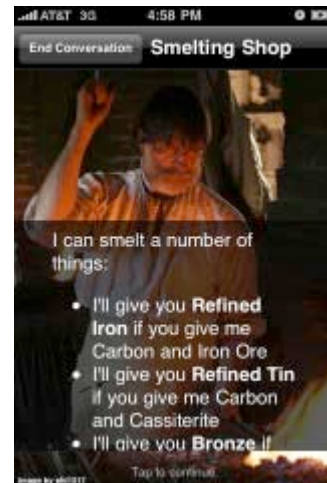 AT&T 3G 4:58 PM
End Conversation Smelting Shop
I can smelt a number of
things:
• I'll give you Refined
Iron if you give me
Carbon and Iron Ore
• I'll give you Refined Tin
if you give me Carbon
and Cassiterite
• I'll give you Bronze if
Tap to continue